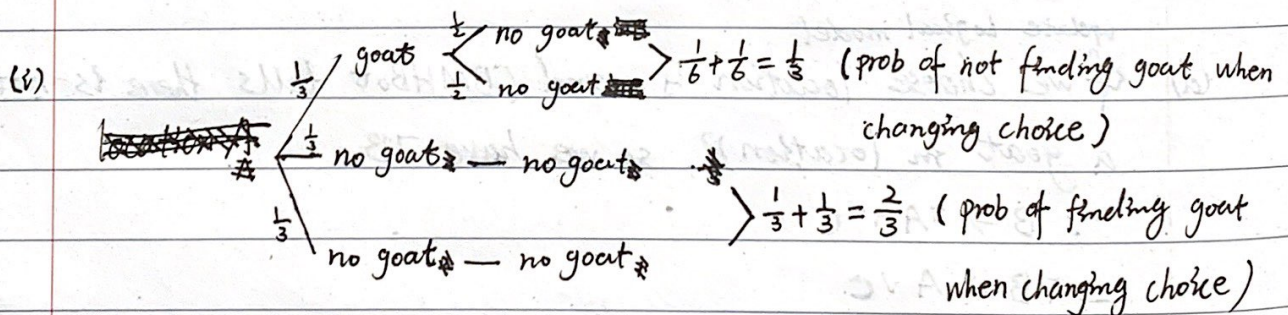 (i)
1/3 goat 1/2 no goat
1/2 no goat
1/6 + 1/6 = 1/3 (prob of not finding goat when
changing choice)
1/3 no goat — no goat
1/3 no goat — no goat
1/3 + 1/3 = 2/3 (prob of finding goat
when changing choice)